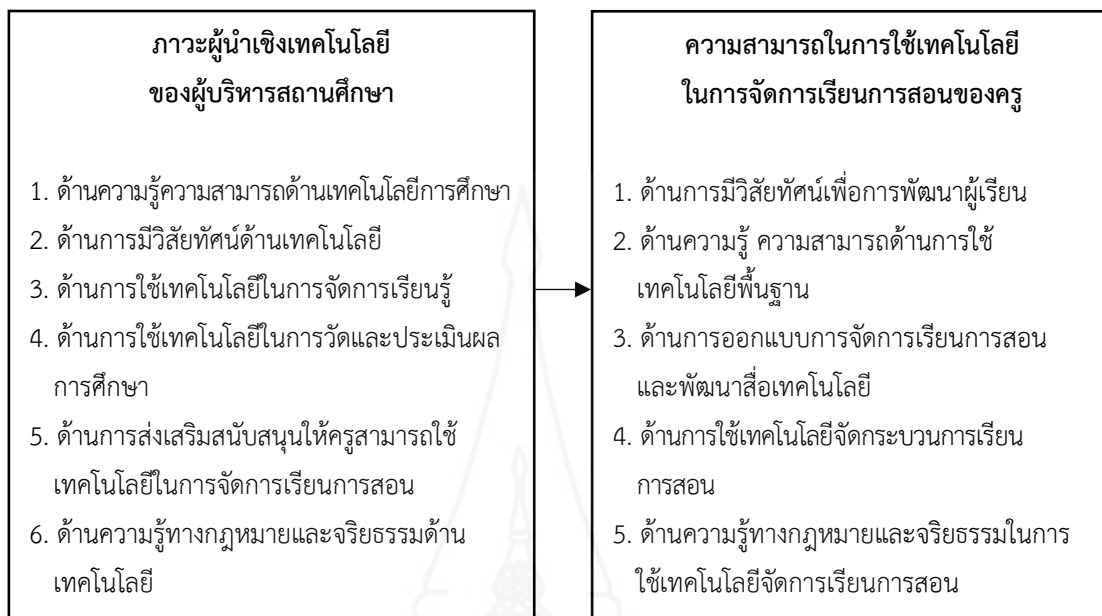 ภาวะผู้นำเชิงเทคโนโลยี
ของผู้บริหารสถานศึกษา
1. ด้านความรู้ความสามารถด้านเทคโนโลยีการศึกษา
2. ด้านการมีวิสัยทัศน์ด้านเทคโนโลยี
3. ด้านการใช้เทคโนโลยีในการจัดการเรียนรู้
4. ด้านการใช้เทคโนโลยีในการวัดและประเมินผล
การศึกษา
5. ด้านการส่งเสริมสนับสนุนให้ครูสามารถใช้
เทคโนโลยีในการจัดการเรียนการสอน
6. ด้านความรู้ทางกฎหมายและจริยธรรมด้าน
เทคโนโลยี
ความสามารถในการใช้เทคโนโลยี
ในการจัดการเรียนการสอนของครู
1. ด้านการมีวิสัยทัศน์เพื่อการพัฒนาผู้เรียน
2. ด้านความรู้ ความสามารถด้านการใช้
เทคโนโลยีพื้นฐาน
3. ด้านการออกแบบการจัดการเรียนการสอน
และพัฒนาสื่อเทคโนโลยี
4. ด้านการใช้เทคโนโลยีจัดกระบวนการเรียน
การสอน
5. ด้านความรู้ทางกฎหมายและจริยธรรมในการ
ใช้เทคโนโลยีจัดการเรียนการสอน